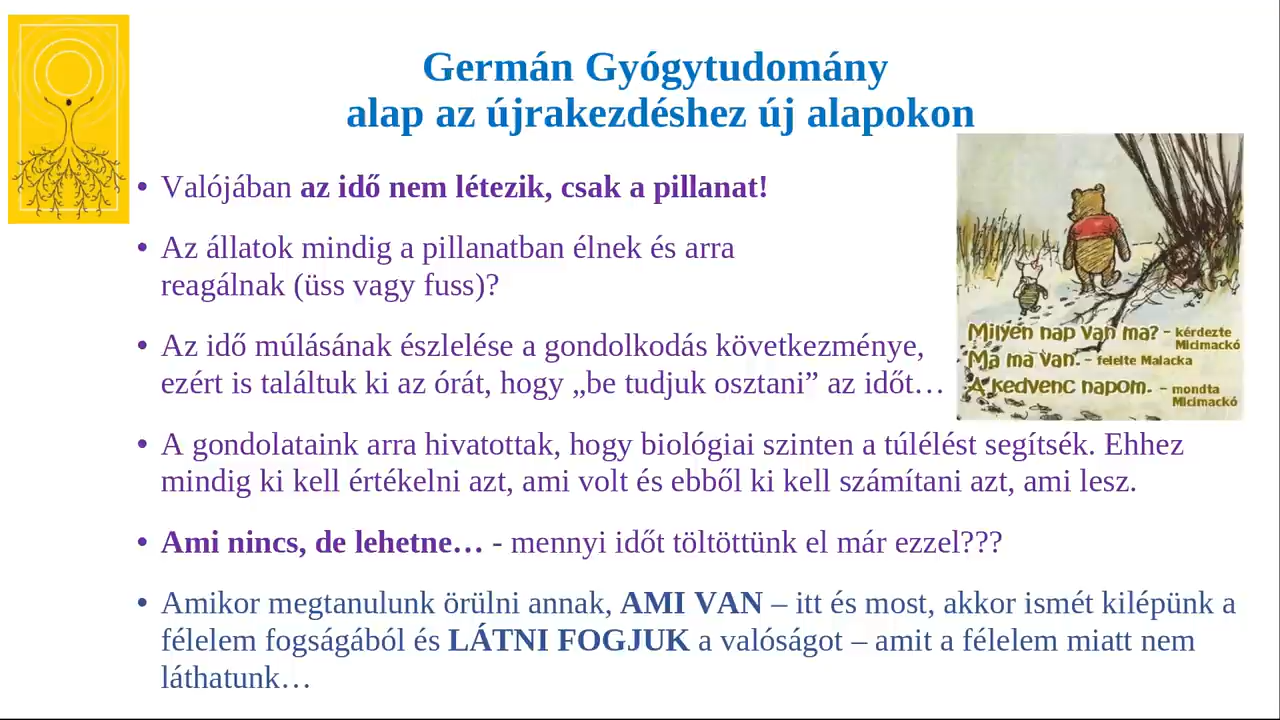 Germán Gyógytudomány
alap az újrakezdéshez új alapokon
• Valójában az idő nem létezik, csak a pillanat!
• Az állatok mindig a pillanatban élnek és arra
reagálnak (üss vagy fuss)?
• Az idő múlásának észlelése a gondolkodás következménye,
ezért is találtuk ki az órát, hogy „be tudjuk osztani” az időt…
Milyen nap van ma? - kérdezte
Micimackó
Ma ma van. - felelte Malacka
A kedvenc napom. - mondta
Micimackó
• A gondolataink arra hivatottak, hogy biológiai szinten a túlélést segítsék. Ehhez
mindig ki kell értékelni azt, ami volt és ebből ki kell számítani azt, ami lesz.
• Ami nincs, de lehetne… - mennyi időt töltöttünk el már ezzel???
• Amikor megtanulunk örülni annak, AMI VAN – itt és most, akkor ismét kilépünk a
félelem fogságából és LÁTNI FOGJUK a valóságot – amit a félelem miatt nem
láthatunk…